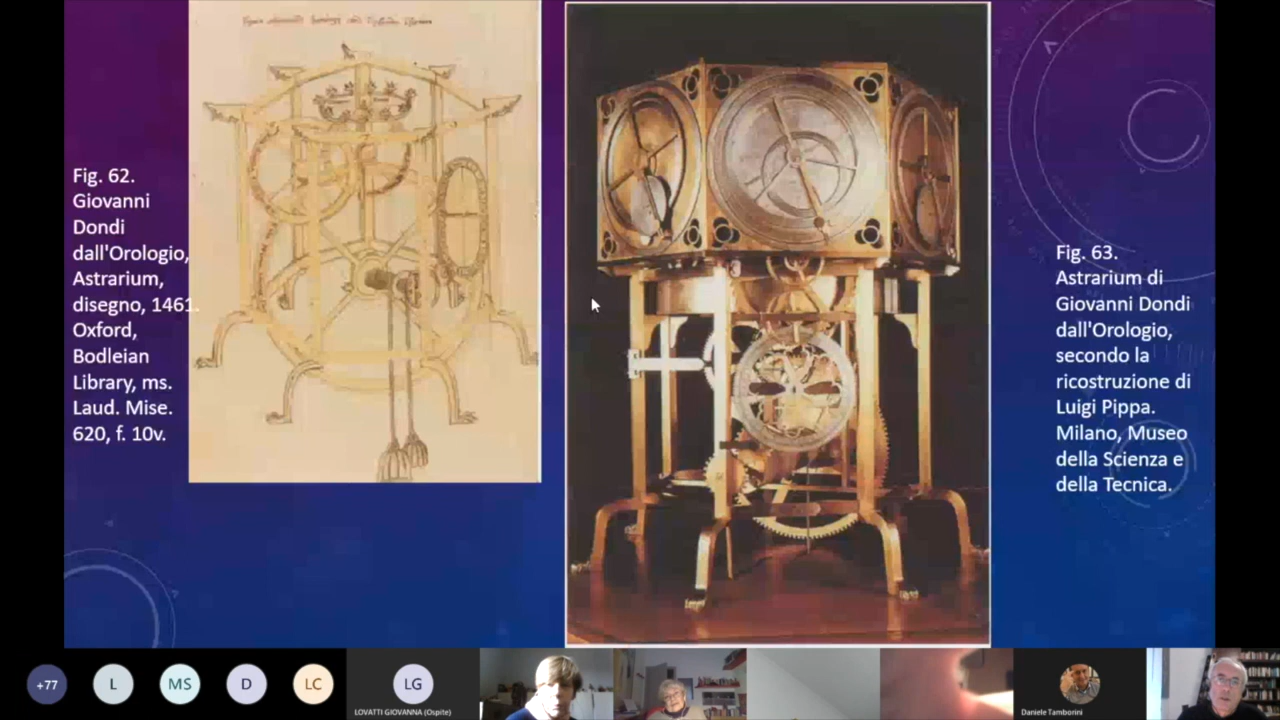 Fig. 62.
Giovanni
Dondi
dall'Orologio,
Astrarium,
disegno, 1461.
Oxford,
Bodleian
Library, ms.
Laud. Mise.
620, f. 10v.
Fig. 63.
Astrarium di
Giovanni Dondi
dall'Orologio,
secondo la
ricostruzione di
Luigi Pippa.
Milano, Museo
della Scienza e
della Tecnica.
+77
L
MS
D
LC
LG
LOVATTI GIOVANNA (Ospite)
Daniele Tamborini